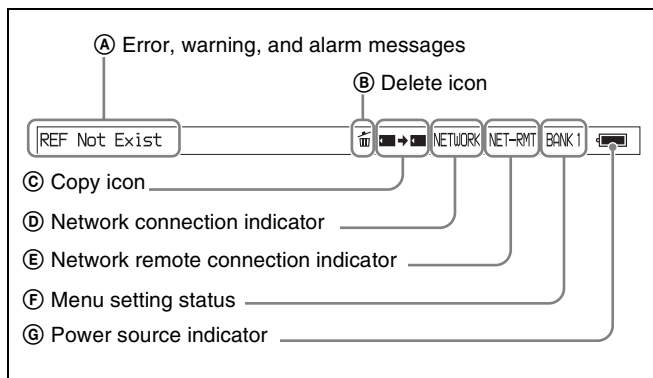 Ⓐ Error, warning, and alarm messages
Ⓑ Delete icon
REF Not Exist NETWORK NET-RMT BANK 1
Ⓒ Copy icon
Ⓓ Network connection indicator
Ⓔ Network remote connection indicator
Ⓕ Menu setting status
Ⓖ Power source indicator